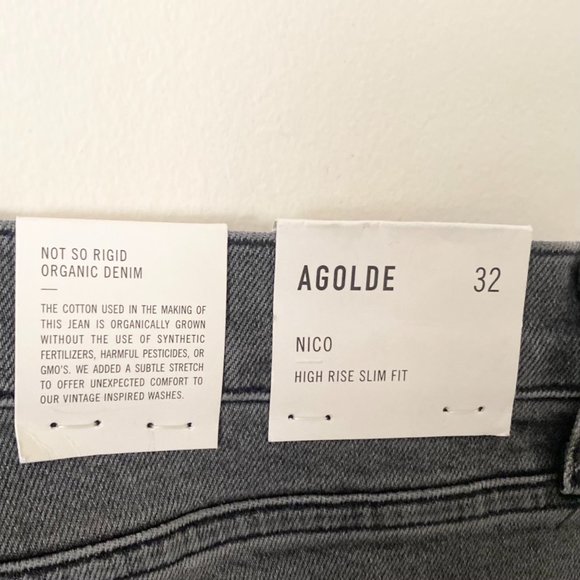 NOT SO RIGID
ORGANIC DENIM
THE COTTON USED IN THE MAKING OF
THIS JEAN IS ORGANICALLY GROWN
WITHOUT THE USE OF SYNTHETIC
FERTILIZERS, HARMFUL PESTICIDES, OR
GMO'S. WE ADDED A SUBTLE STRETCH
TO OFFER UNEXPECTED COMFORT TO
OUR VINTAGE INSPIRED WASHES.
AGOLDE 32
NICO
HIGH RISE SLIM FIT